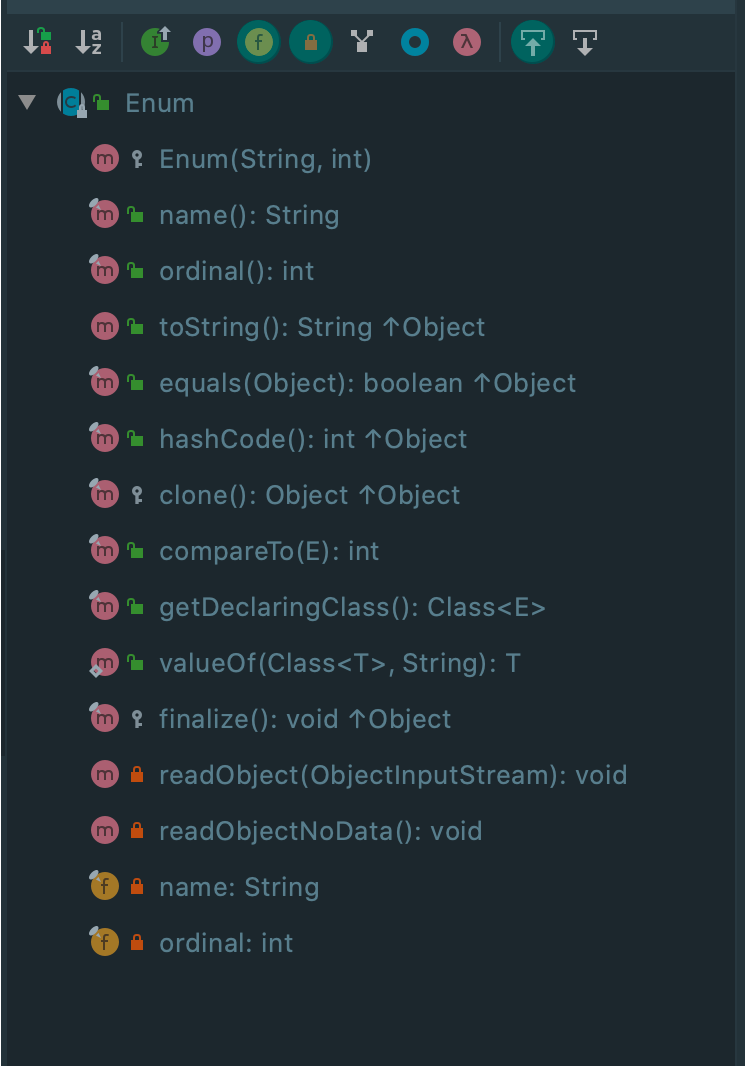 Enum
Enum(String, int)
name(): String
ordinal(): int
toString(): String ↑Object
equals(Object): boolean ↑Object
hashCode(): int ↑Object
clone(): Object ↑Object
compareTo(E): int
getDeclaringClass(): Class<E>
valueOf(Class<T>, String): T
finalize(): void ↑Object
readObject(ObjectInputStream): void
readObjectNoData(): void
name: String
ordinal: int